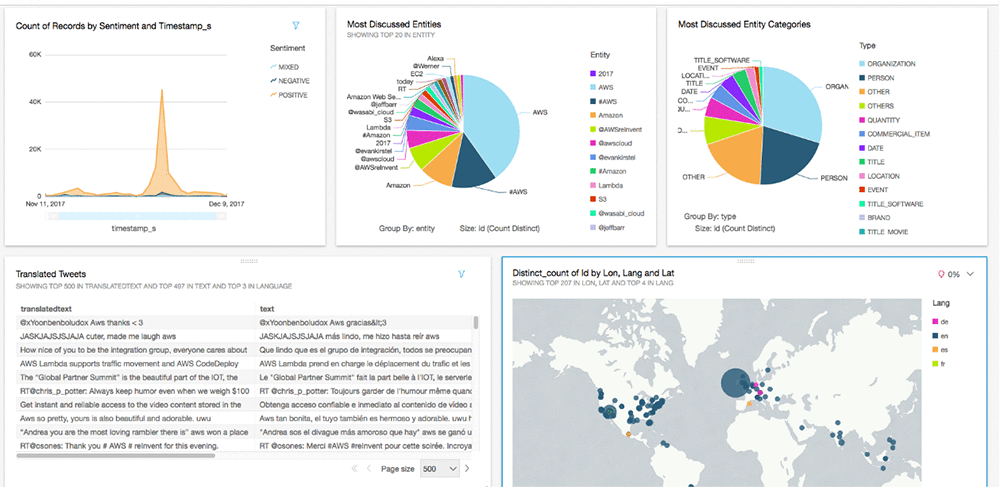 Count of Records by Sentiment and Timestamp_s
60K
40K
20K
0
Nov 11, 2017
Dec 9, 2017
timestamp_s
Sentiment
MIXED
NEGATIVE
POSITIVE
Most Discussed Entities
SHOWING TOP 20 IN ENTITY
Alexa
@Werner
EC2
today
RT
Amazon Web Se...
@jeffbarr
@wasabi_cloud
S3
Lambda
#Amazon
2017
@evankirstel
@awscloud
@AWSreInvent
Amazon
#AWS
AWS
Group By: entity
Size: id (Count Distinct)
Entity
2017
AWS
#AWS
Amazon
@AWSreInvent
@awscloud
@evankirstel
#Amazon
Lambda
S3
@wasabi_cloud
@jeffbarr
Most Discussed Entity Categories
TITLE_SOFTWARE
EVENT
LOCATI...
TITLE
DATE
CO...
OTHER
PERSON
ORGAN
Group By: type
Size: id (Count Distinct)
Type
ORGANIZATION
PERSON
OTHER
OTHERS
QUANTITY
COMMERCIAL_ITEM
DATE
TITLE
LOCATION
EVENT
TITLE_SOFTWARE
BRAND
TITLE_MOVIE
Translated Tweets
SHOWING TOP 500 IN TRANSLATEDTEXT AND TOP 497 IN TEXT AND TOP 3 IN LANGUAGE
translatedtext text
@xYoonbenboludox Aws thanks < 3 @xYoonbenboludox Aws gracias&lt;3
JASKJAJSJSJAJA cuter, made me laugh aws JASKJAJSJSJAJA más lindo, me hizo hasta reír aws
How nice of you to be the integration group, everyone cares about Que lindo que es el grupo de integración, todos se preocupan
AWS Lambda supports traffic movement and AWS CodeDeploy AWS Lambda prend en charge le déplacement du trafic et les
The "Global Partner Summit" is the beautiful part of the IOT, the Le "Global Partner Summit" fait la part belle à l'IOT, le serverle
RT@chris_p_potter: Always keep humor even when we weigh $100 RT @chris_p_potter: Toujours garder de l'humour même quand
Get instant and reliable access to the video content stored in the Obtenga acceso confiable e inmediato al contenido de video a
Aws so pretty, yours is also beautiful and adorable. uwu Aws tan bonita, el tuyo también es hermoso y adorable. uwu
"Andrea you are the most loving rambler there is" aws won a place "Andrea sos el divague más amoroso que hay" aws se ganó u
RT@osones: Thank you # AWS # reInvent for this evening. RT @osones: Merci #AWS #reInvent pour cette soirée. Incroya
Page size 500
Distinct_count of Id by Lon, Lang and Lat
SHOWING TOP 207 IN LON, LAT AND TOP 4 IN LANG
0%
Lang
de
en
es
fr